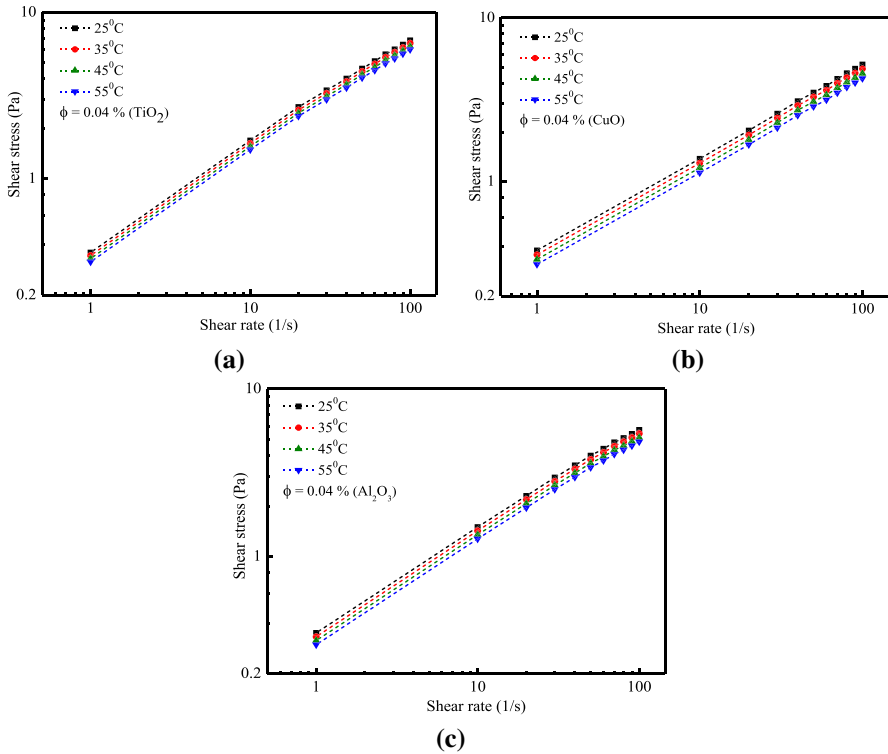 10
1
0.2
Shear stress (Pa)
25⁰C
35⁰C
45⁰C
55⁰C
ϕ = 0.04 % (TiO₂)
1
10
100
Shear rate (1/s)
(a)
10
1
0.2
Shear stress (Pa)
25⁰C
35⁰C
45⁰C
55⁰C
ϕ = 0.04 % (CuO)
1
10
100
Shear rate (1/s)
(b)
10
1
0.2
Shear stress (Pa)
25⁰C
35⁰C
45⁰C
55⁰C
ϕ = 0.04 % (Al₂O₃)
1
10
100
Shear rate (1/s)
(c)